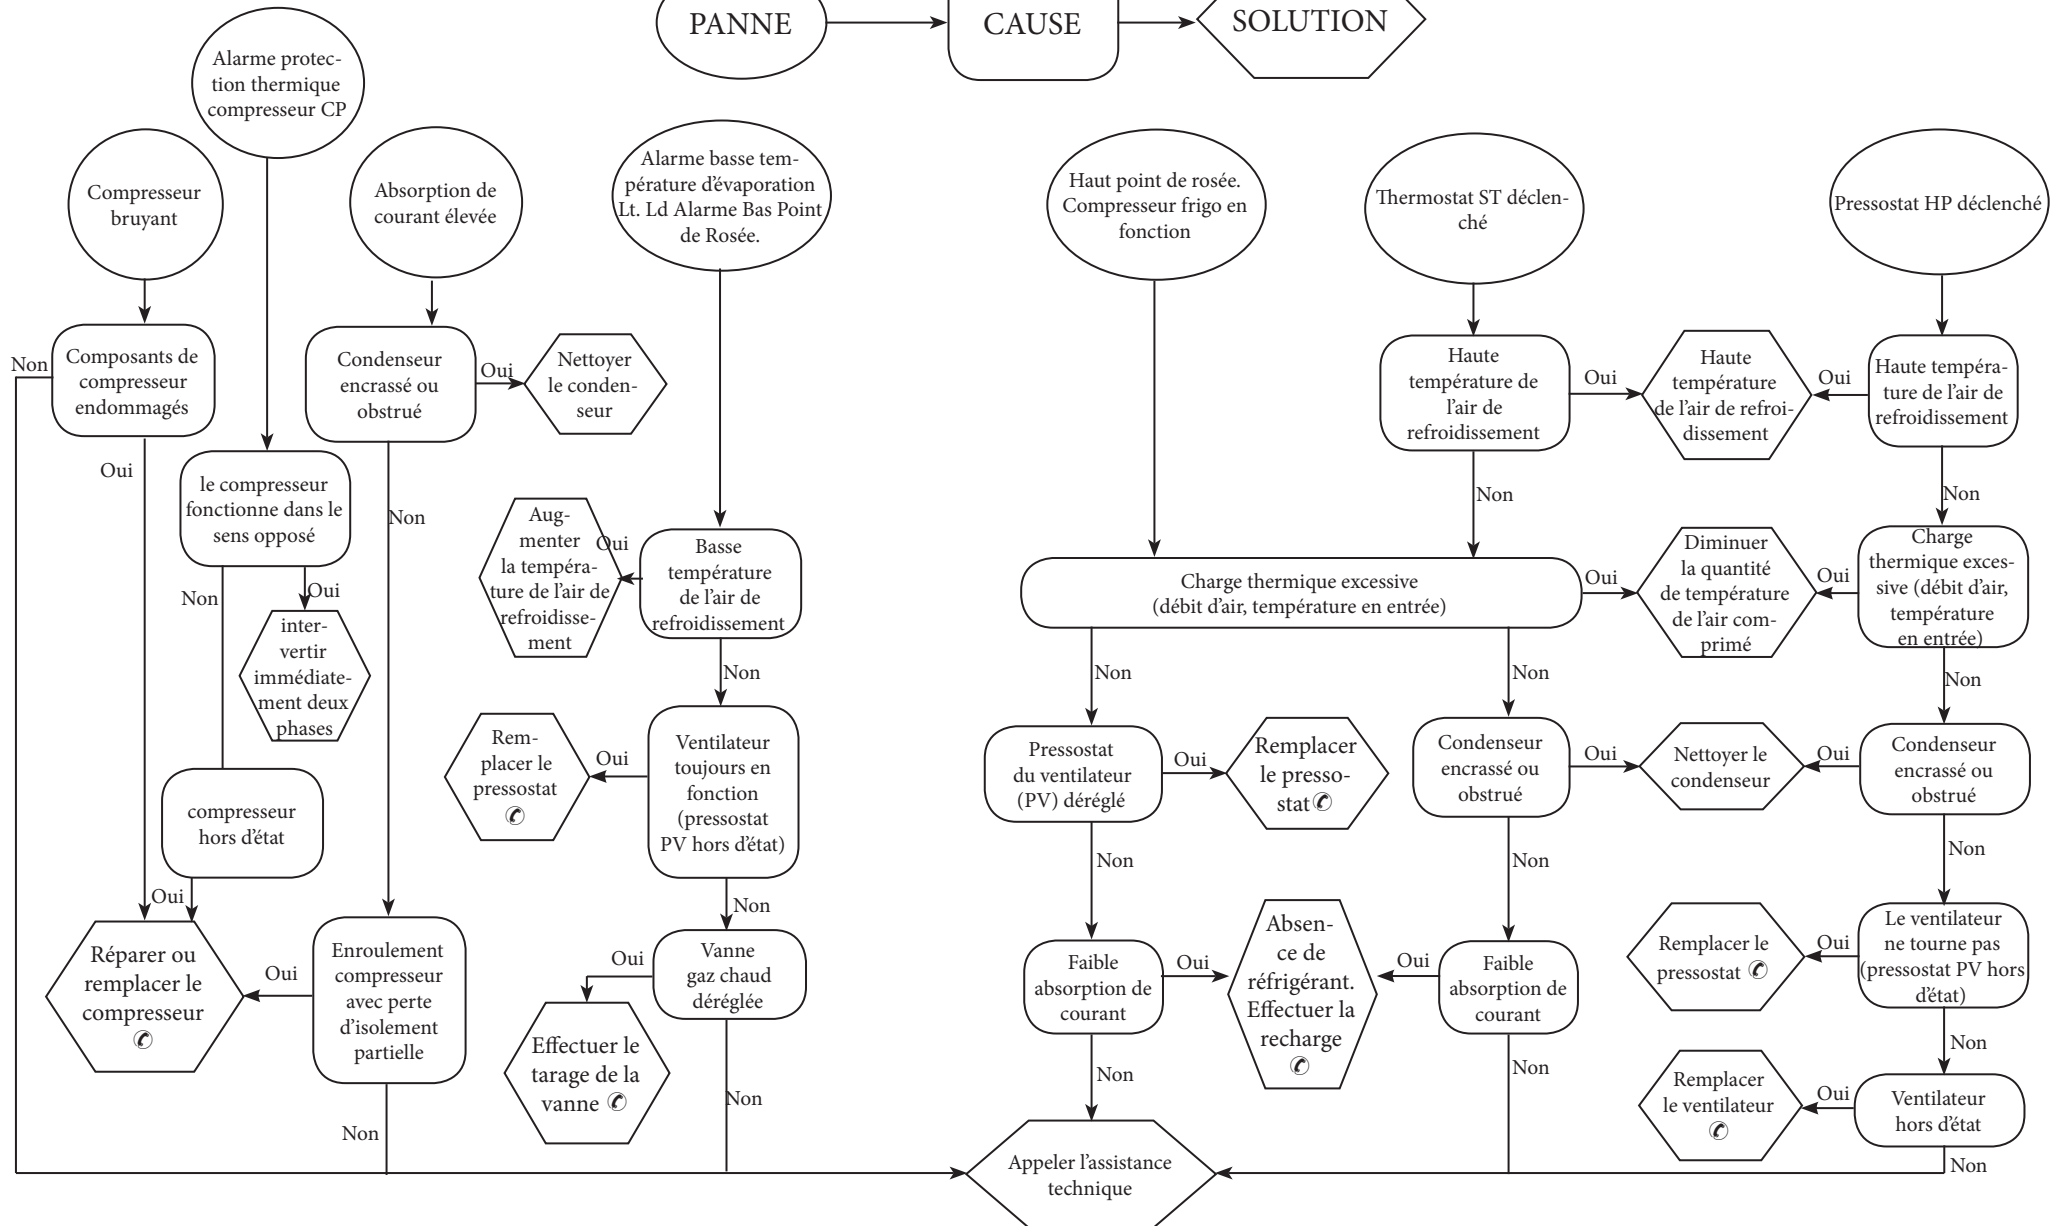 PANNE
CAUSE
SOLUTION
Alarme protec-
tion thermique
compresseur CP
Compresseur
bruyant
Absorption de
courant élevée
Alarme basse tem-
pérature d'évaporation
Lt. Ld Alarme Bas Point
de Rosée.
Haut point de rosée.
Compresseur frigo en
fonction
Thermostat ST déclen-
ché
Pressostat HP déclenché
Non
Composants de
compresseur
endommagés
Oui
Condenseur
encrassé ou
obstrué
Oui
Nettoyer
le conden-
seur
Non
le compresseur
fonctionne dans le
sens opposé
Non
Oui
inter-
vertir
immédiate-
ment deux
phases
compresseur
hors d'état
Oui
Réparer ou
remplacer le
compresseur
✆
Oui
Enroulement
compresseur
avec perte
d'isolement
partielle
Non
Aug-
menter
la tempéra-
ture de l'air de
refroidisse-
ment
Oui
Basse
température
de l'air de
refroidissement
Non
Rem-
placer le
pressostat
✆
Oui
Ventilateur
toujours en
fonction
(pressostat
PV hors d'état)
Non
Oui
Vanne
gaz chaud
déréglée
Effectuer le
tarage de la
vanne ✆
Non
Haute
température de
l'air de
refroidissement
Oui
Haute
température
de l'air de refroi-
dissement
Oui
Haute tempéra-
ture de l'air de
refroidissement
Non
Non
Charge thermique excessive
(débit d'air, température en entrée)
Oui
Diminuer
la quantité
de température
de l'air com-
primé
Oui
Charge
thermique exces-
sive (débit d'air,
température
en entrée)
Non
Non
Non
Pressostat
du ventilateur
(PV) déréglé
Oui
Remplacer
le presso-
stat ✆
Condenseur
encrassé ou
obstrué
Oui
Nettoyer le
condenseur
Oui
Condenseur
encrassé ou
obstrué
Non
Non
Non
Faible
absorption de
courant
Oui
Absen-
ce de
réfrigérant.
Effectuer la
recharge
✆
Oui
Faible
absorption de
courant
Remplacer le
pressostat ✆
Oui
Le ventilateur
ne tourne pas
(pressostat PV hors
d'état)
Non
Non
Non
Remplacer
le ventilateur
✆
Oui
Ventilateur
hors d'état
Non
Appeler l'assistance
technique